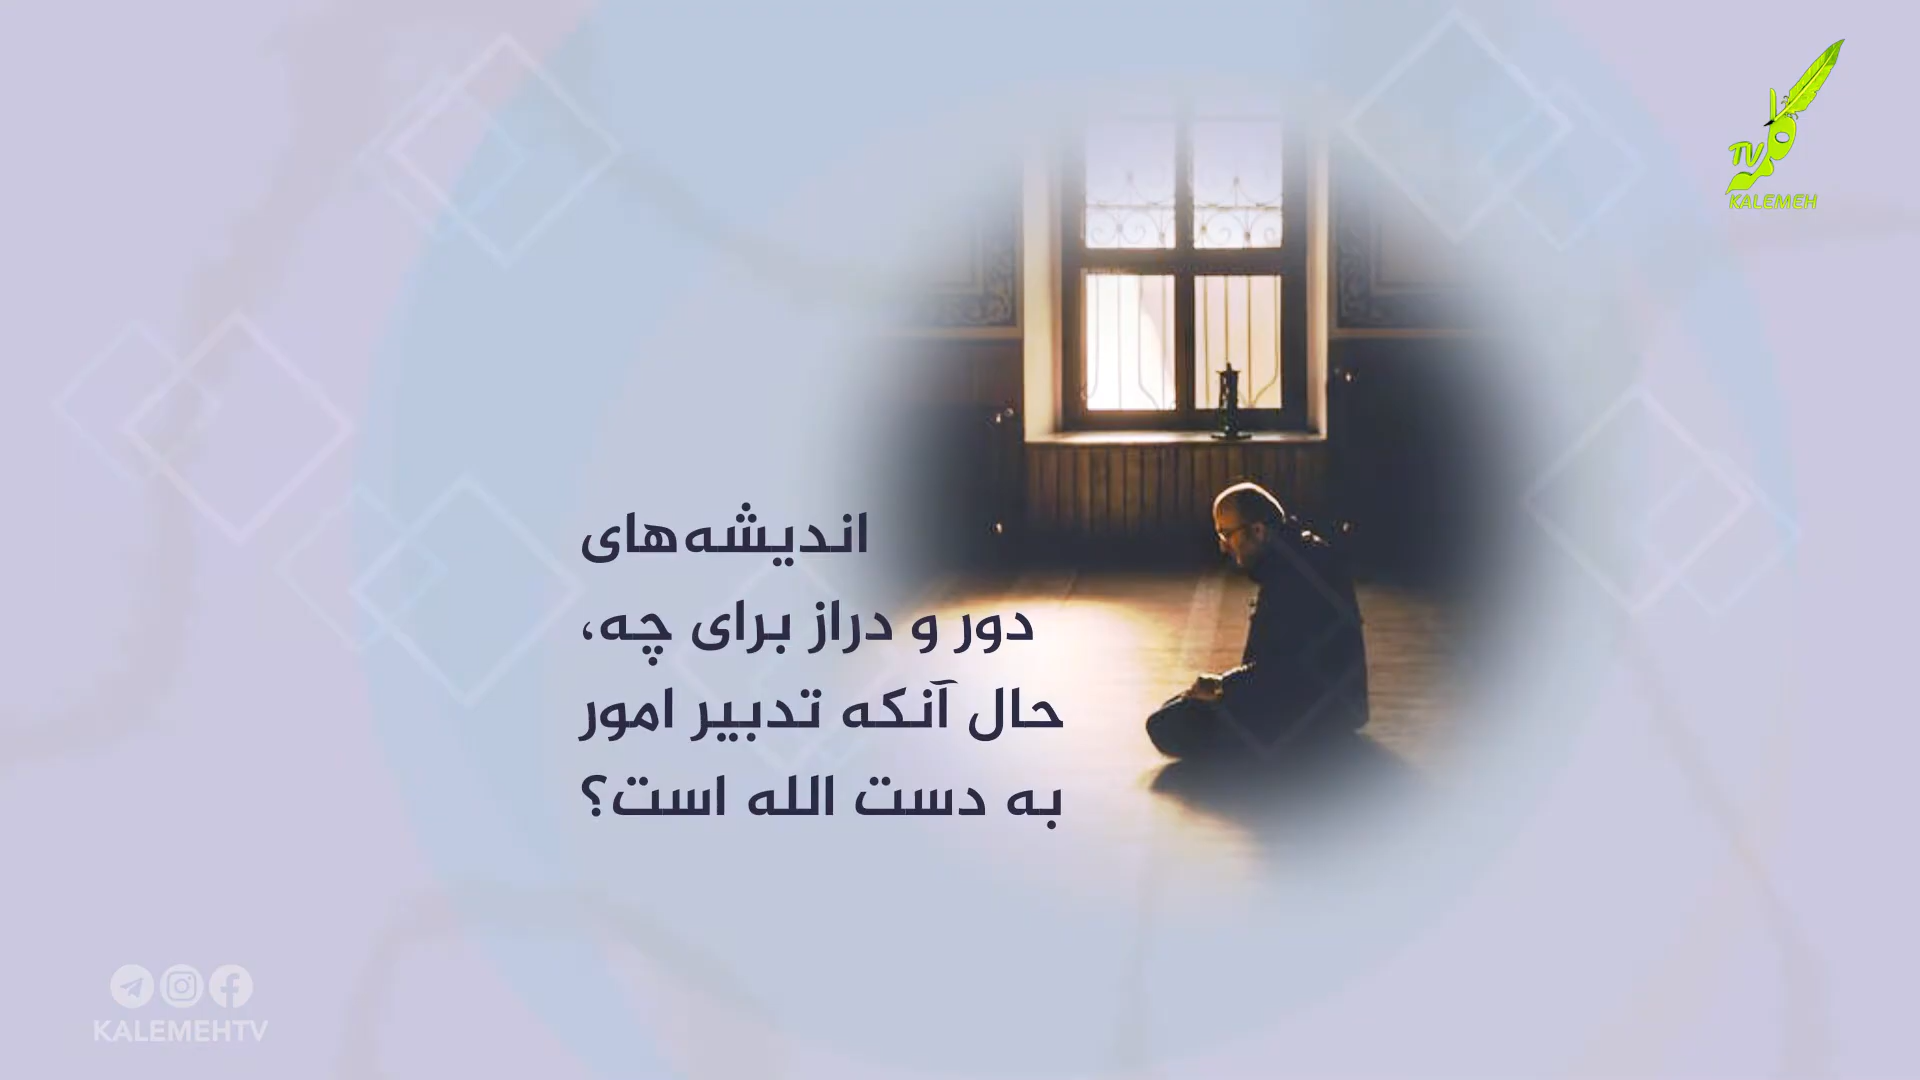 TV
KALEMEH
اندیشه‌های
دور و دراز برای چه،
حال آنکه تدبیر امور
به دست الله است؟
KALEMEHTV